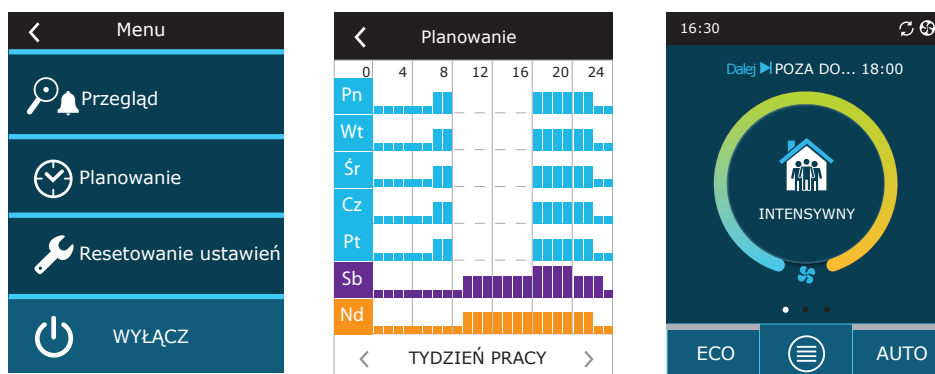 Menu
Przegląd
Planowanie
Resetowanie ustawień
WYŁĄCZ
Planowanie
0 4 8 12 16 20 24
Pn
Wt
Śr
Cz
Pt
Sb
Nd
TYDZIEŃ PRACY
16:30
Dalej POZA DO... 18:00
INTENSYWNY
ECO AUTO